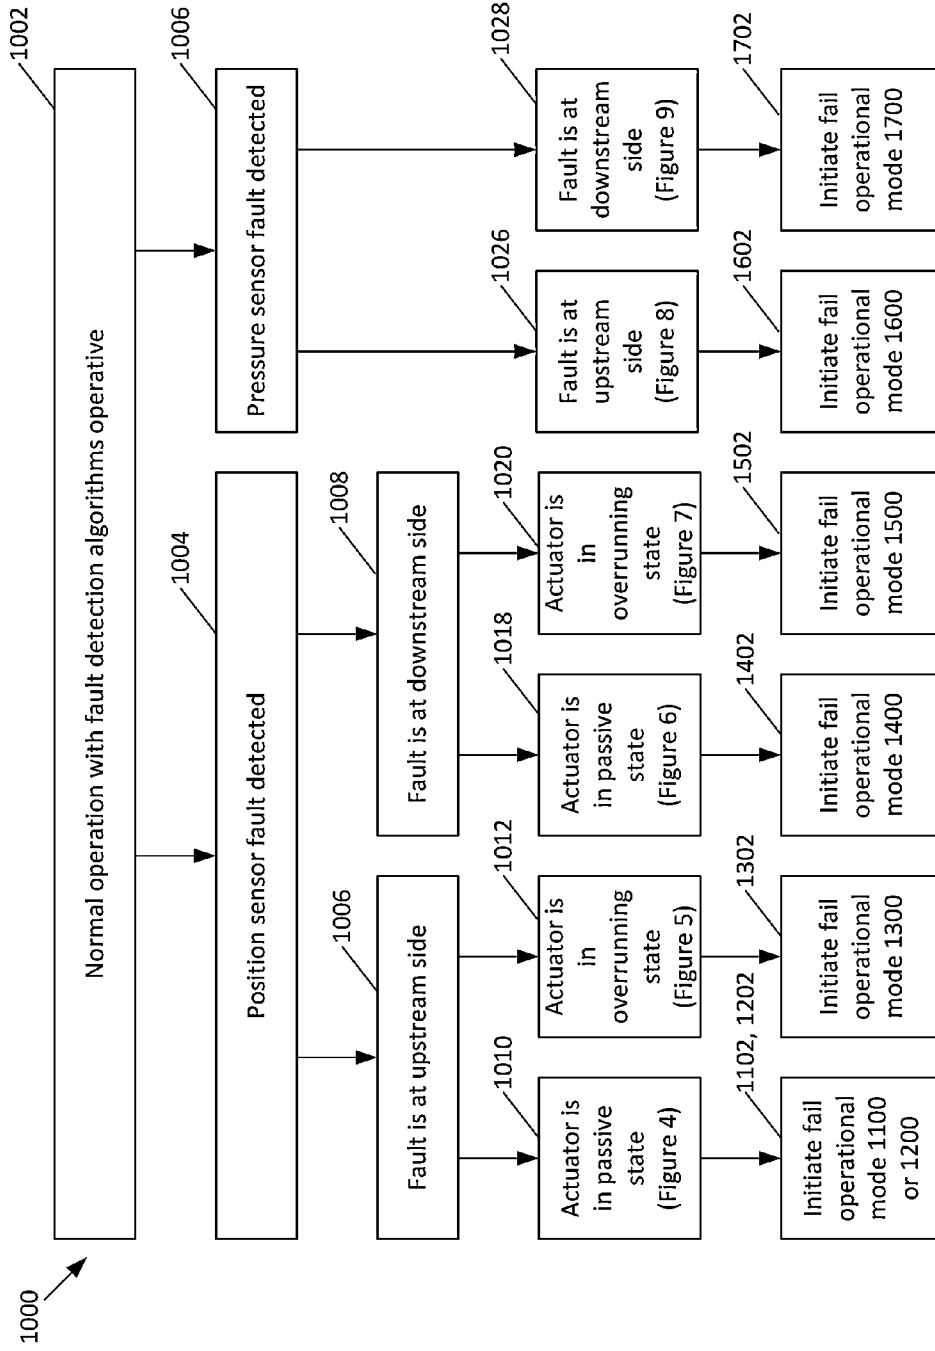 1000
1002
Normal operation with fault detection algorithms operative
1004
Position sensor fault detected
1006
Pressure sensor fault detected
1006
Fault is at upstream side
1008
Fault is at downstream side
1010
Actuator is
in passive
state
(Figure 4)
1012
Actuator is
in
overrunning
state
(Figure 5)
1018
Actuator is
in passive
state
(Figure 6)
1020
Actuator is
in
overrunning
state
(Figure 7)
1026
Fault is at
upstream
side
(Figure 8)
1028
Fault is at
downstream
side
(Figure 9)
1102, 1202
Initiate fail
operational
mode 1100
or 1200
1302
Initiate fail
operational
mode 1300
1402
Initiate fail
operational
mode 1400
1502
Initiate fail
operational
mode 1500
1602
Initiate fail
operational
mode 1600
1702
Initiate fail
operational
mode 1700